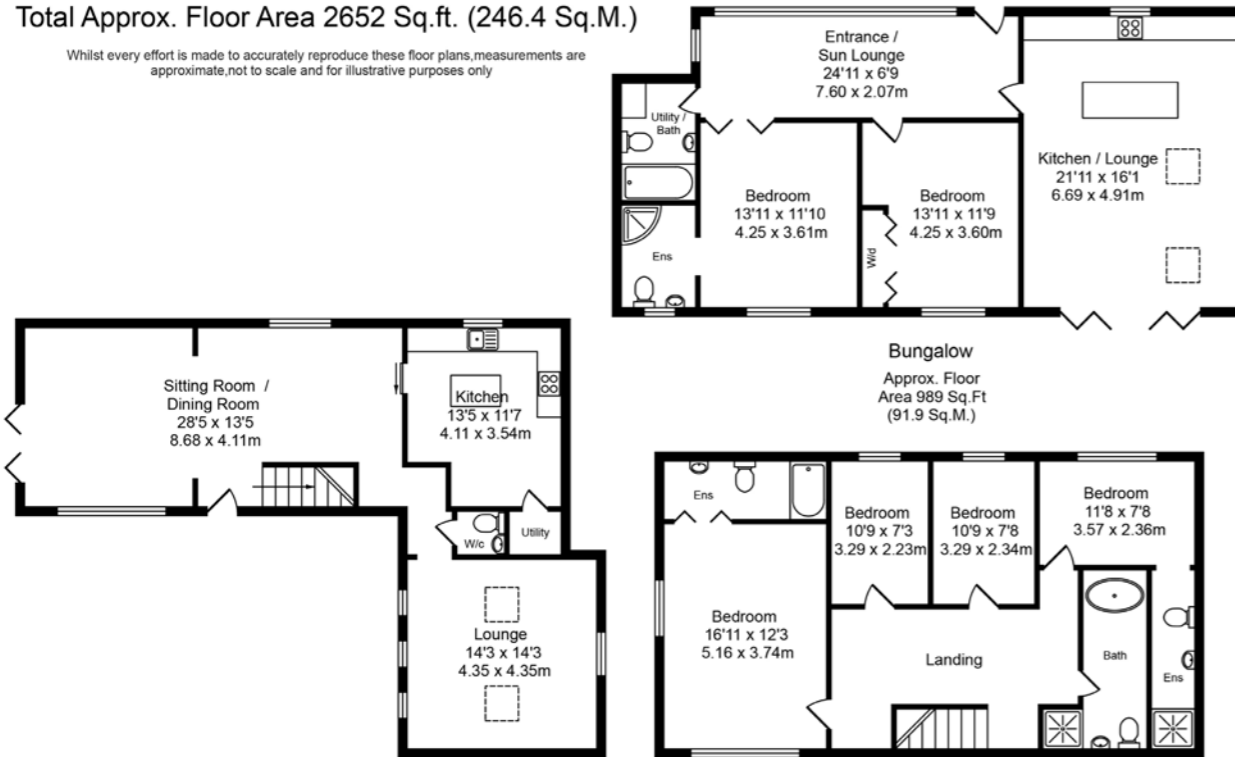 Total Approx. Floor Area 2652 Sq.ft. (246.4 Sq.M.)
Whilst every effort is made to accurately reproduce these floor plans,measurements are
approximate,not to scale and for illustrative purposes only
Entrance /
Sun Lounge
24'11 x 6'9
7.60 x 2.07m
Utility /
Bath
Kitchen / Lounge
21'11 x 16'1
6.69 x 4.91m
Bedroom
13'11 x 11'10
4.25 x 3.61m
Bedroom
13'11 x 11'9
4.25 x 3.60m
W/d
Ens
Bungalow
Approx. Floor
Area 989 Sq.Ft
(91.9 Sq.M.)
Sitting Room /
Dining Room
28'5 x 13'5
8.68 x 4.11m
Kitchen
13'5 x 11'7
4.11 x 3.54m
W/c
Utility
Lounge
14'3 x 14'3
4.35 x 4.35m
Ens
Bedroom
10'9 x 7'3
3.29 x 2.23m
Bedroom
10'9 x 7'8
3.29 x 2.34m
Bedroom
11'8 x 7'8
3.57 x 2.36m
Bedroom
16'11 x 12'3
5.16 x 3.74m
Landing
Bath
Ens